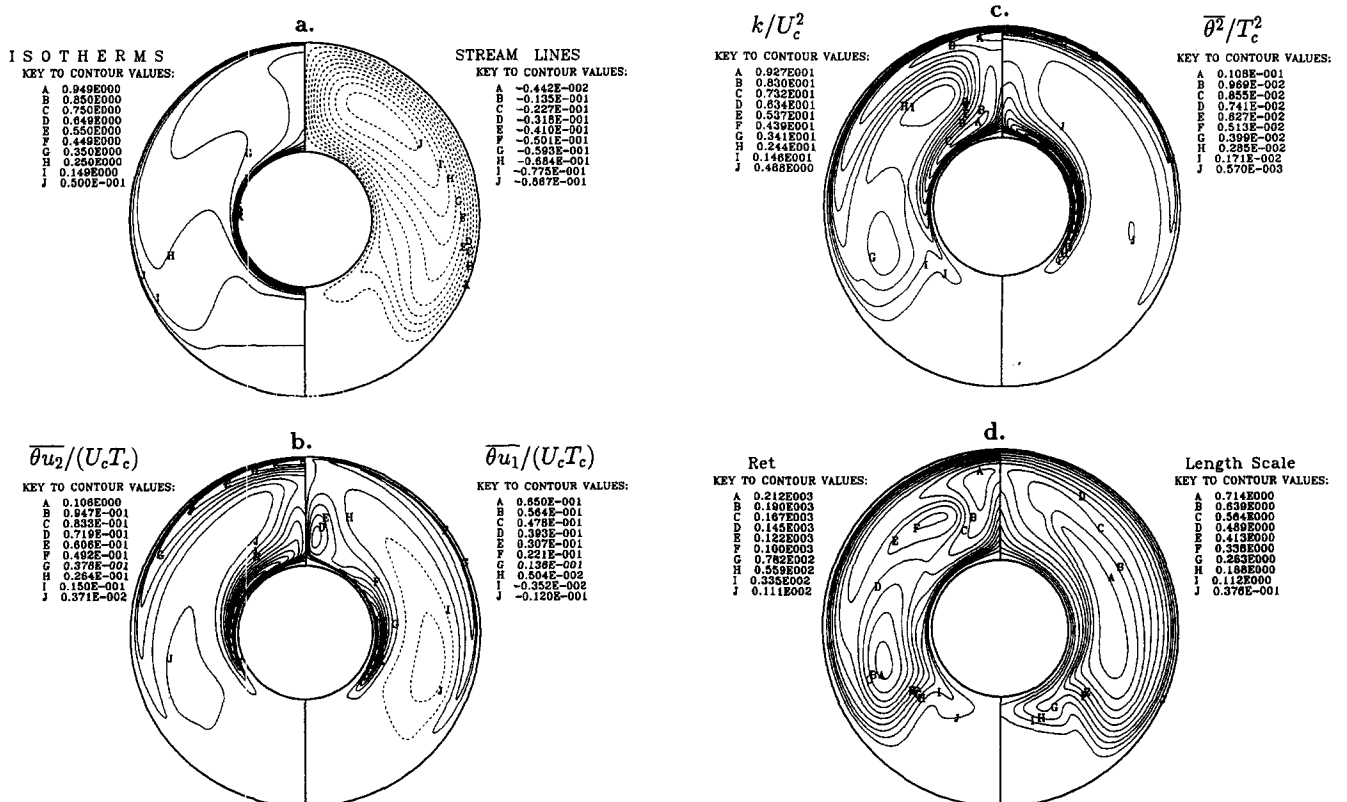 a.
ISOTHERMS
KEY TO CONTOUR VALUES:
A 0.949E000
B 0.850E000
C 0.750E000
D 0.649E000
E 0.550E000
F 0.449E000
G 0.350E000
H 0.250E000
I 0.149E000
J 0.500E-001
STREAM LINES
KEY TO CONTOUR VALUES:
A -0.442E-002
B -0.135E-001
C -0.227E-001
D -0.318E-001
E -0.410E-001
F -0.501E-001
G -0.593E-001
H -0.684E-001
I -0.775E-001
J -0.867E-001
G
H
I
I
J
I
H
G
F
A
c.
k/U_c^2
KEY TO CONTOUR VALUES:
A 0.927E001
B 0.830E001
C 0.732E001
D 0.634E001
E 0.537E001
F 0.439E001
G 0.341E001
H 0.244E001
I 0.146E001
J 0.488E000
\overline{θ^2}/T_c^2
KEY TO CONTOUR VALUES:
A 0.108E-001
B 0.969E-002
C 0.855E-002
D 0.741E-002
E 0.627E-002
F 0.513E-002
G 0.399E-002
H 0.285E-002
I 0.171E-002
J 0.570E-003
G
I
J
J
b.
\overline{θu_2}/(U_cT_c)
KEY TO CONTOUR VALUES:
A 0.106E000
B 0.947E-001
C 0.833E-001
D 0.719E-001
E 0.606E-001
F 0.492E-001
G 0.378E-001
H 0.264E-001
I 0.150E-001
J 0.371E-002
\overline{θu_1}/(U_cT_c)
KEY TO CONTOUR VALUES:
A 0.650E-001
B 0.564E-001
C 0.478E-001
D 0.393E-001
E 0.307E-001
F 0.221E-001
G 0.136E-001
H 0.504E-002
I -0.352E-002
J -0.120E-001
J
E
D
H
I
G
J
d.
Ret
KEY TO CONTOUR VALUES:
A 0.212E003
B 0.190E003
C 0.167E003
D 0.145E003
E 0.122E003
F 0.100E003
G 0.782E002
H 0.559E002
I 0.335E002
J 0.111E002
Length Scale
KEY TO CONTOUR VALUES:
A 0.714E000
B 0.639E000
C 0.564E000
D 0.489E000
E 0.413E000
F 0.338E000
G 0.263E000
H 0.188E000
I 0.112E000
J 0.376E-001
A
B
C
E
D
BA
I
J
D
C
B
A
G
I H